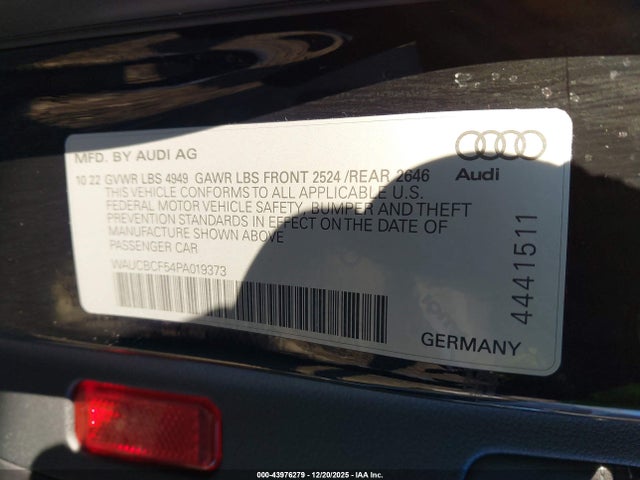 MFD. BY AUDI AG
10 22 GVWR LBS 4949 GAWR LBS FRONT 2524 /REAR 2646
THIS VEHICLE CONFORMS TO ALL APPLICABLE U.S.
FEDERAL MOTOR VEHICLE SAFETY, BUMPER AND THEFT
PREVENTION STANDARDS IN EFFECT ON THE DATE OF
MANUFACTURE SHOWN ABOVE
PASSENGER CAR
WAUCBCF54PA019373
Audi
4441511
GERMANY
000-43976279 - 12/20/2025 - IAA Inc.